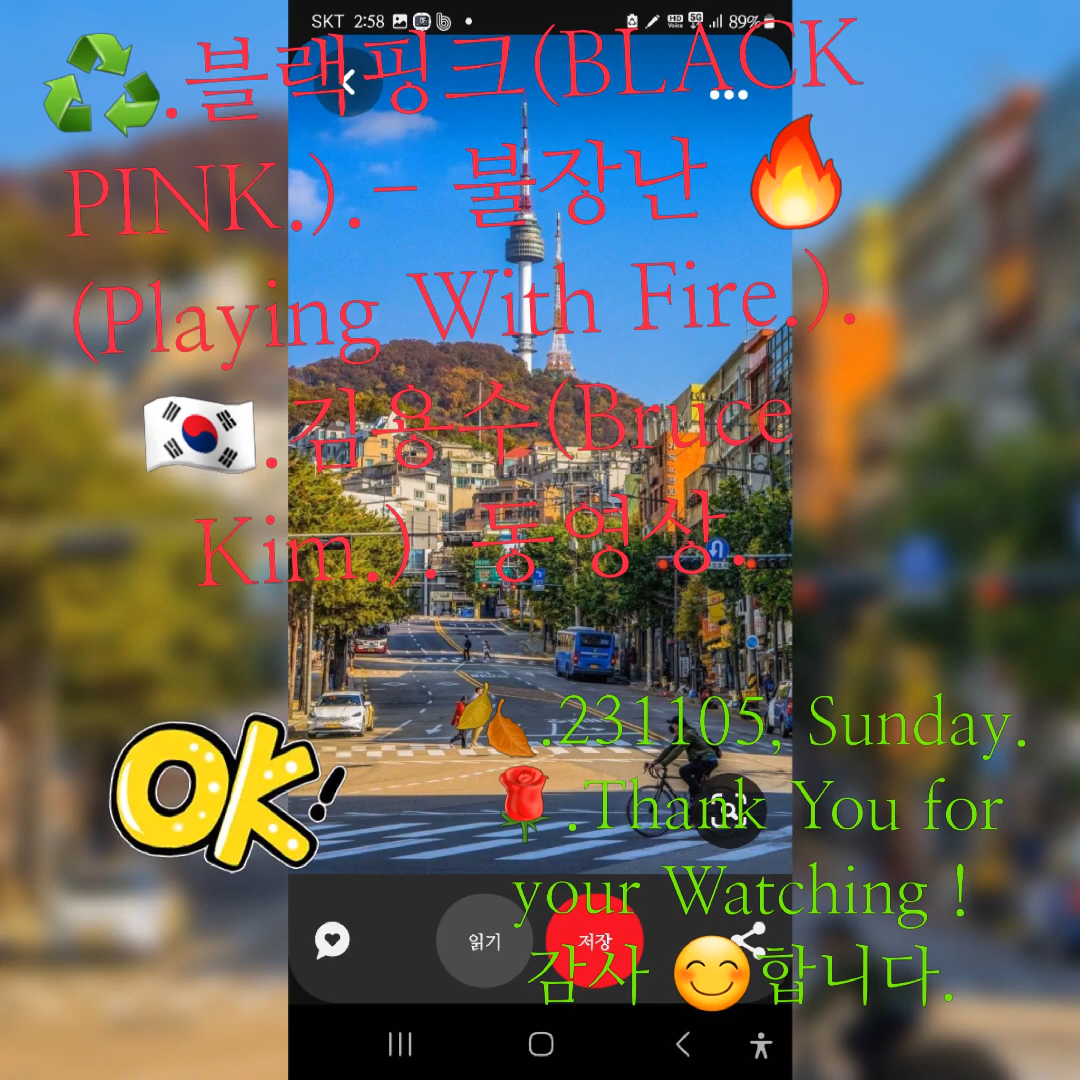 SKT 2:58 89%
♻️.블랙핑크(BLACK
PINK.).- 불장난 🔥
(Playing With Fire.).
🇰🇷.김용수(Bruce
Kim.). 동영상.
OK!
🍂.231105, Sunday.
🌹.Thank You for
your Watching !
감사 😊합니다.
읽기 저장